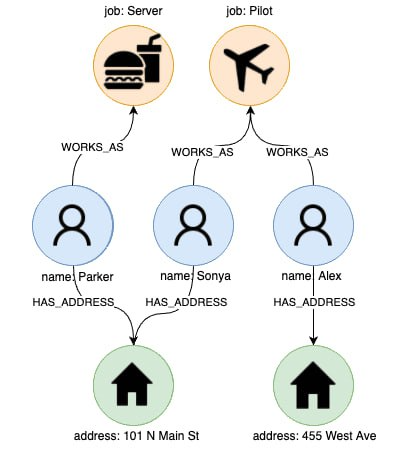 job: Server
job: Pilot
WORKS_AS
WORKS_AS
WORKS_AS
name: Parker
name: Sonya
name: Alex
HAS_ADDRESS
HAS_ADDRESS
HAS_ADDRESS
address: 101 N Main St
address: 455 West Ave